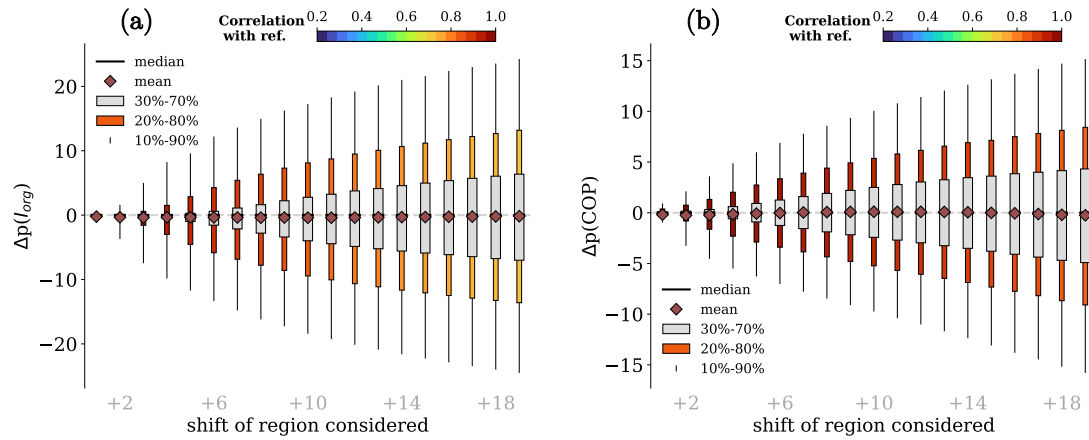 (a)
Correlation
with ref.
0.2 0.4 0.6 0.8 1.0
median
mean
30%-70%
20%-80%
10%-90%
Δp(I_org)
20
10
0
−10
−20
+2 +6 +10 +14 +18
shift of region considered
(b)
Correlation
with ref.
0.2 0.4 0.6 0.8 1.0
Δp(COP)
15
10
5
0
−5
−10
−15
median
mean
30%-70%
20%-80%
10%-90%
+2 +6 +10 +14 +18
shift of region considered